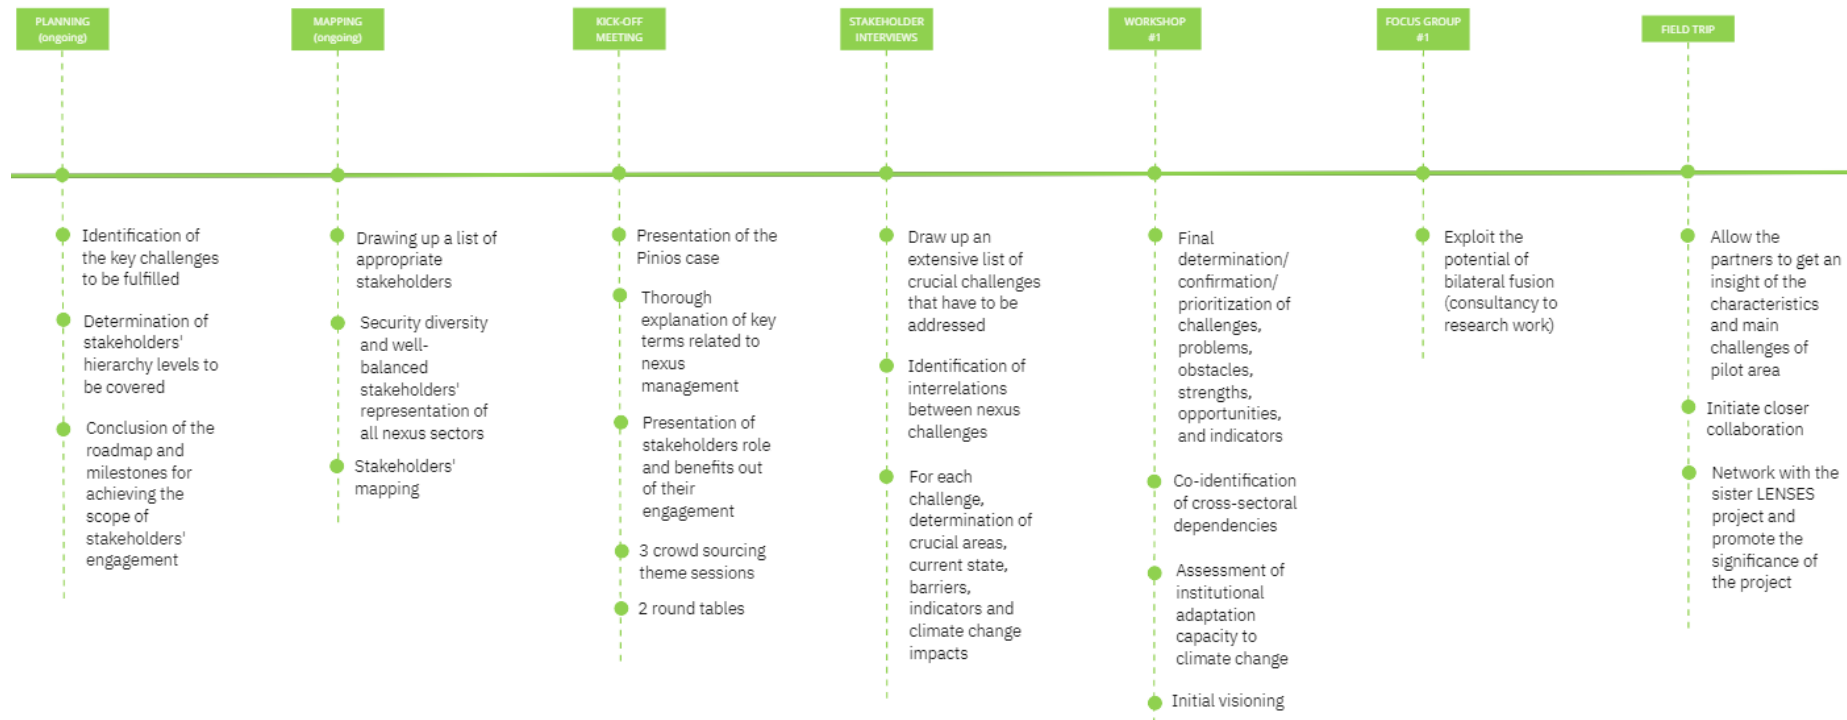 PLANNING
(ongoing)
MAPPING
(ongoing)
KICK-OFF
MEETING
STAKEHOLDER
INTERVIEWS
WORKSHOP
#1
FOCUS GROUP
#1
FIELD TRIP
Identification of
the key challenges
to be fulfilled
Determination of
stakeholders'
hierarchy levels to
be covered
Conclusion of the
roadmap and
milestones for
achieving the
scope of
stakeholders'
engagement
Drawing up a list of
appropriate
stakeholders
Security diversity
and well-
balanced
stakeholders'
representation of
all nexus sectors
Stakeholders'
mapping
Presentation of the
Pinios case
Thorough
explanation of key
terms related to
nexus
management
Presentation of
stakeholders role
and benefits out
of their
engagement
3 crowd sourcing
theme sessions
2 round tables
Draw up an
extensive list of
crucial challenges
that have to be
addressed
Identification of
interrelations
between nexus
challenges
For each
challenge,
determination of
crucial areas,
current state,
barriers,
indicators and
climate change
impacts
Final
determination/
confirmation/
prioritization of
challenges,
problems,
obstacles,
strengths,
opportunities,
and indicators
Co-identification
of cross-sectoral
dependencies
Assessment of
institutional
adaptation
capacity to
climate change
Initial visioning
Exploit the
potential of
bilateral fusion
(consultancy to
research work)
Allow the
partners to get an
insight of the
characteristics
and main
challenges of
pilot area
Initiate closer
collaboration
Network with the
sister LENSES
project and
promote the
significance of
the project